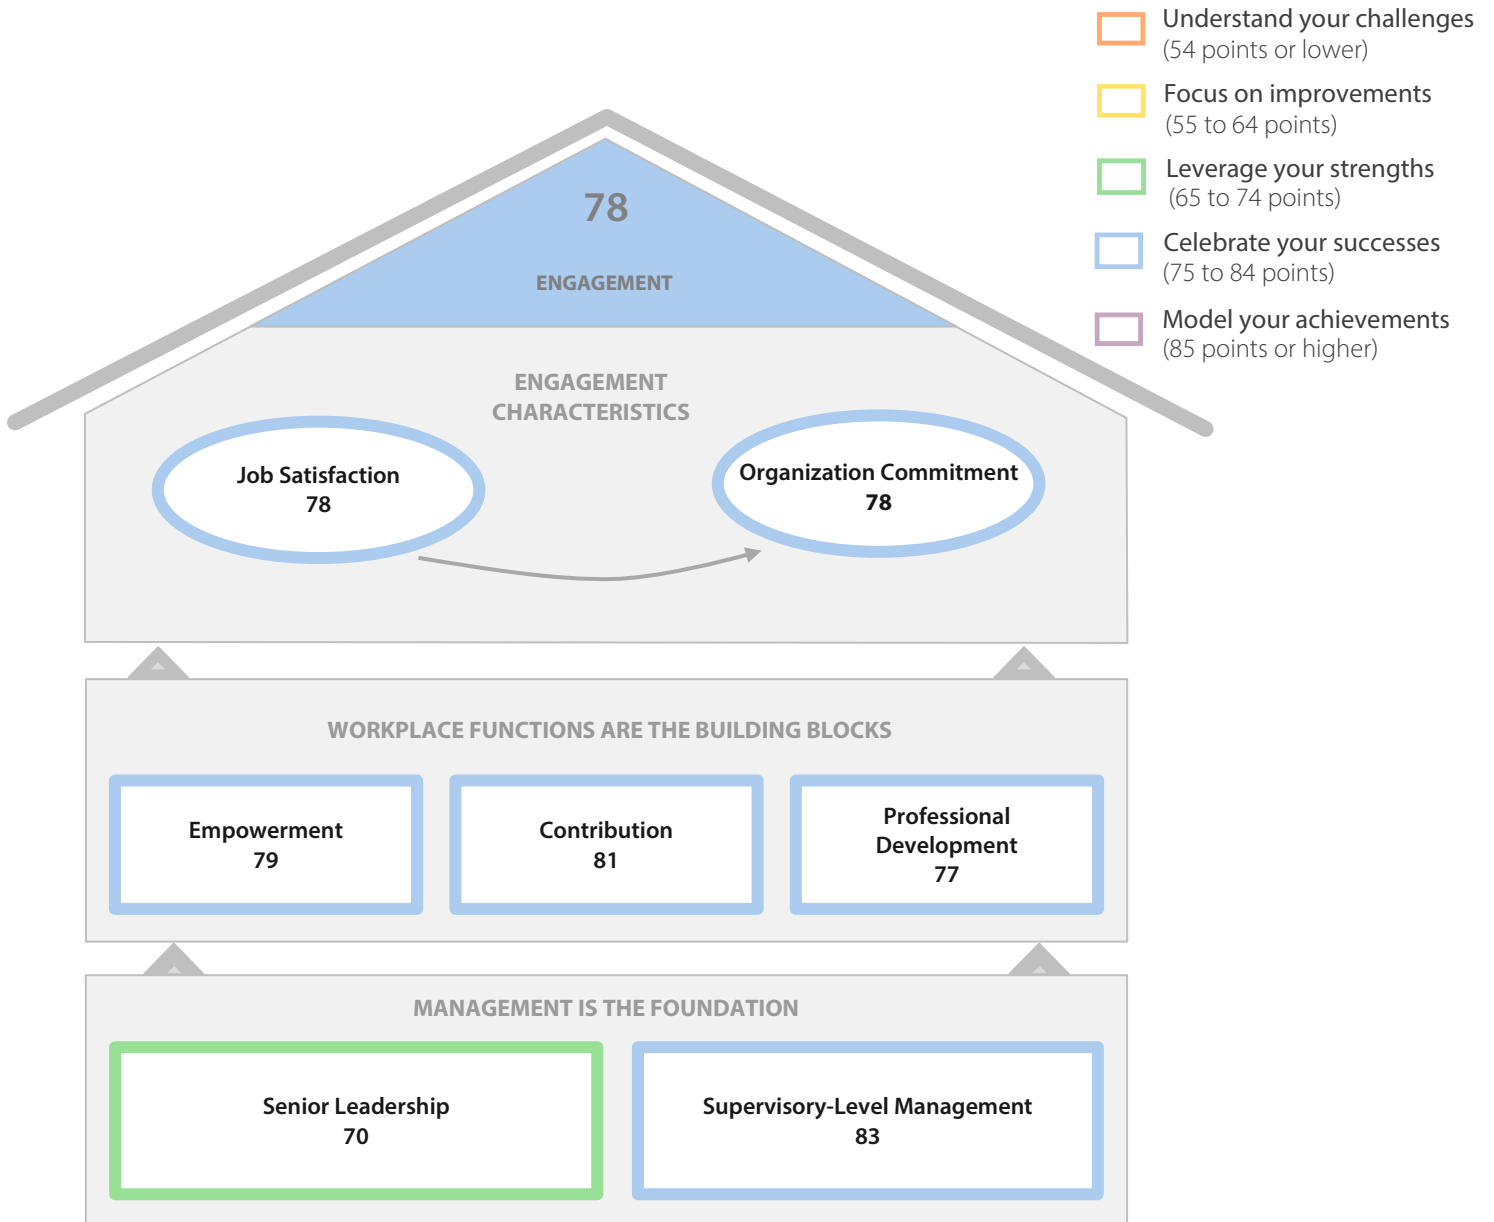 Understand your challenges
(54 points or lower)
Focus on improvements
(55 to 64 points)
Leverage your strengths
(65 to 74 points)
Celebrate your successes
(75 to 84 points)
Model your achievements
(85 points or higher)
78
ENGAGEMENT
ENGAGEMENT
CHARACTERISTICS
Job Satisfaction
78
Organization Commitment
78
WORKPLACE FUNCTIONS ARE THE BUILDING BLOCKS
Empowerment
79
Contribution
81
Professional
Development
77
MANAGEMENT IS THE FOUNDATION
Senior Leadership
70
Supervisory-Level Management
83